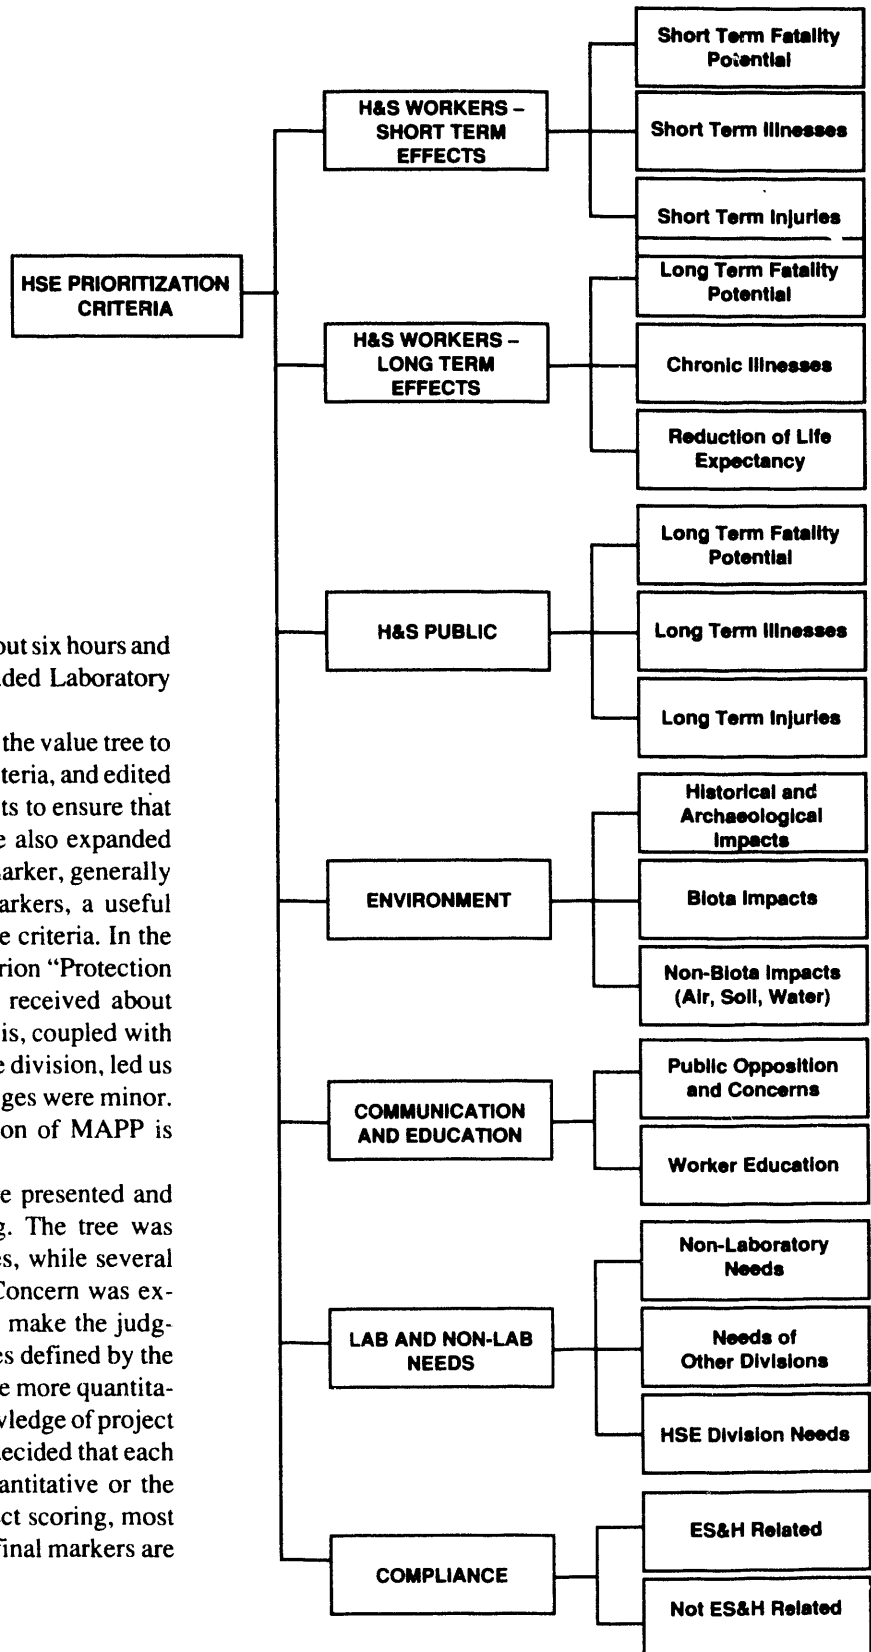 HSE PRIORITIZATION
CRITERIA
H&S WORKERS –
SHORT TERM
EFFECTS
Short Term Fatality
Potential
Short Term Illnesses
Short Term Injuries
H&S WORKERS –
LONG TERM
EFFECTS
Long Term Fatality
Potential
Chronic Illnesses
Reduction of Life
Expectancy
H&S PUBLIC
Long Term Fatality
Potential
Long Term Illnesses
Long Term Injuries
ENVIRONMENT
Historical and
Archaeological
Impacts
Biota Impacts
Non-Biota Impacts
(Air, Soil, Water)
COMMUNICATION
AND EDUCATION
Public Opposition
and Concerns
Worker Education
LAB AND NON-LAB
NEEDS
Non-Laboratory
Needs
Needs of
Other Divisions
HSE Division Needs
COMPLIANCE
ES&H Related
Not ES&H Related
out six hours and
ded Laboratory
the value tree to
teria, and edited
ts to ensure that
e also expanded
arker, generally
arkers, a useful
e criteria. In the
rion “Protection
received about
is, coupled with
e division, led us
ges were minor.
on of MAPP is
e presented and
g. The tree was
es, while several
Concern was ex-
make the judg-
es defined by the
e more quantita-
wledge of project
decided that each
antitative or the
ct scoring, most
final markers are